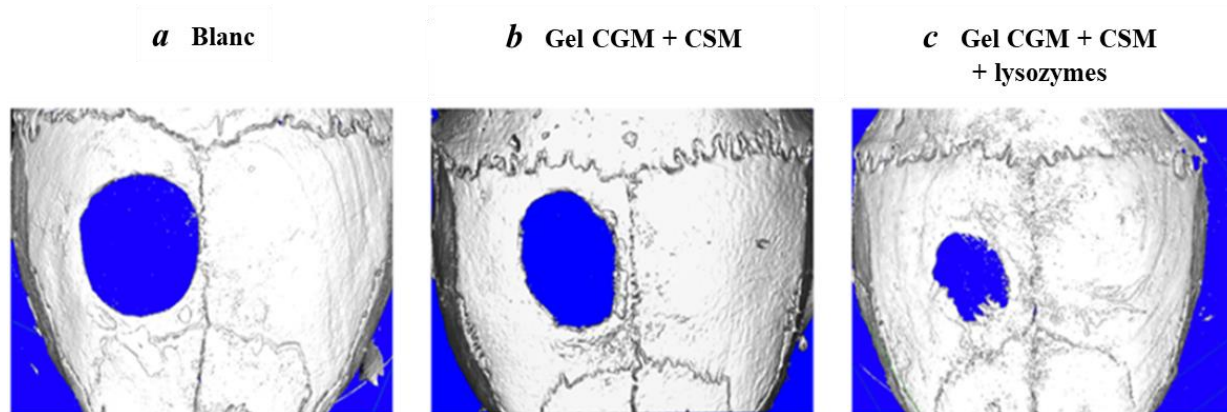 a Blanc
b Gel CGM + CSM
c Gel CGM + CSM
+ lysozymes